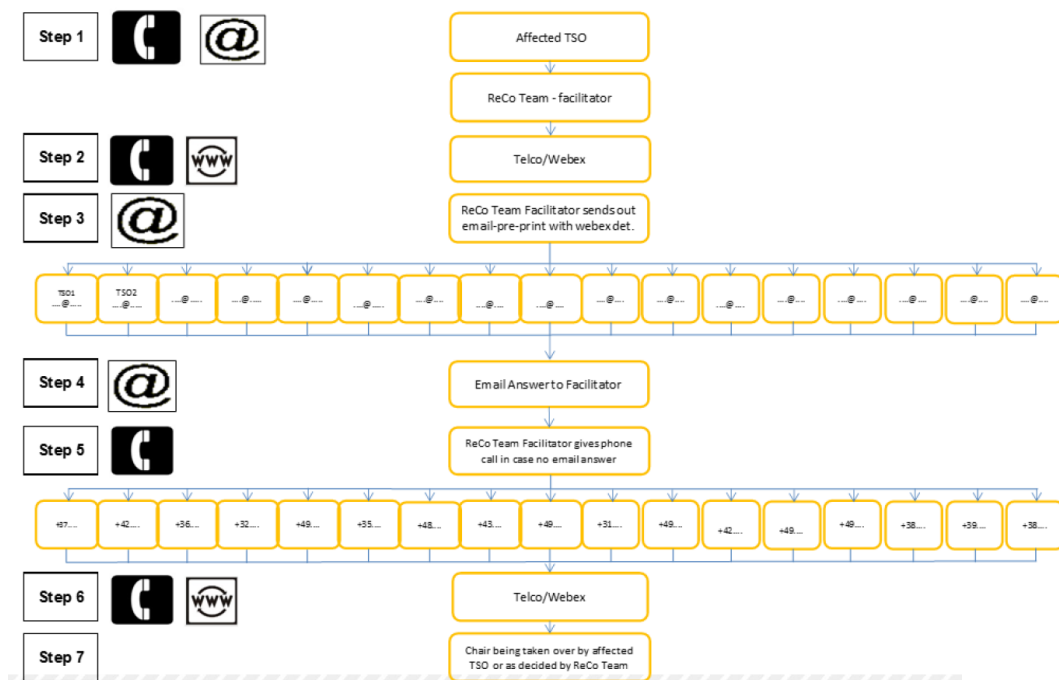 Step 1
Affected TSO
ReCo Team - facilitator
Step 2
WWW
Telco/Webex
Step 3
ReCo Team Facilitator sends out
email-pre-print with webex det.
TSO1
....@.....
TSO2
....@.....
....@.....
....@.....
....@.....
....@.....
....@....
....@....
....@....
....@....
....@....
....@....
....@....
....@....
....@....
....@....
....@....
Step 4
Email Answer to Facilitator
Step 5
ReCo Team Facilitator gives phone
call in case no email answer
+37....
+42....
+36....
+32....
+49....
+35....
+48....
+43....
+49....
+31....
+49....
+42....
+49....
+49....
+38....
+39....
+38....
Step 6
WWW
Telco/Webex
Step 7
Chair being taken over by affected
TSO or as decided by ReCo Team